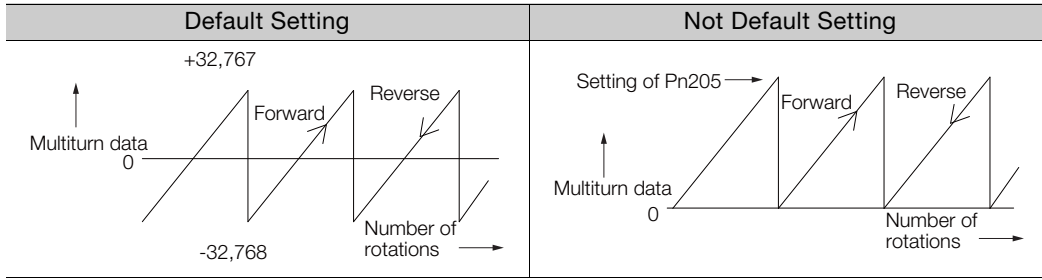 Default Setting
Not Default Setting
+32,767
Forward
Reverse
Multiturn data
0
Number of
rotations
-32,768
Setting of Pn205
Forward
Reverse
Multiturn data
0
Number of
rotations